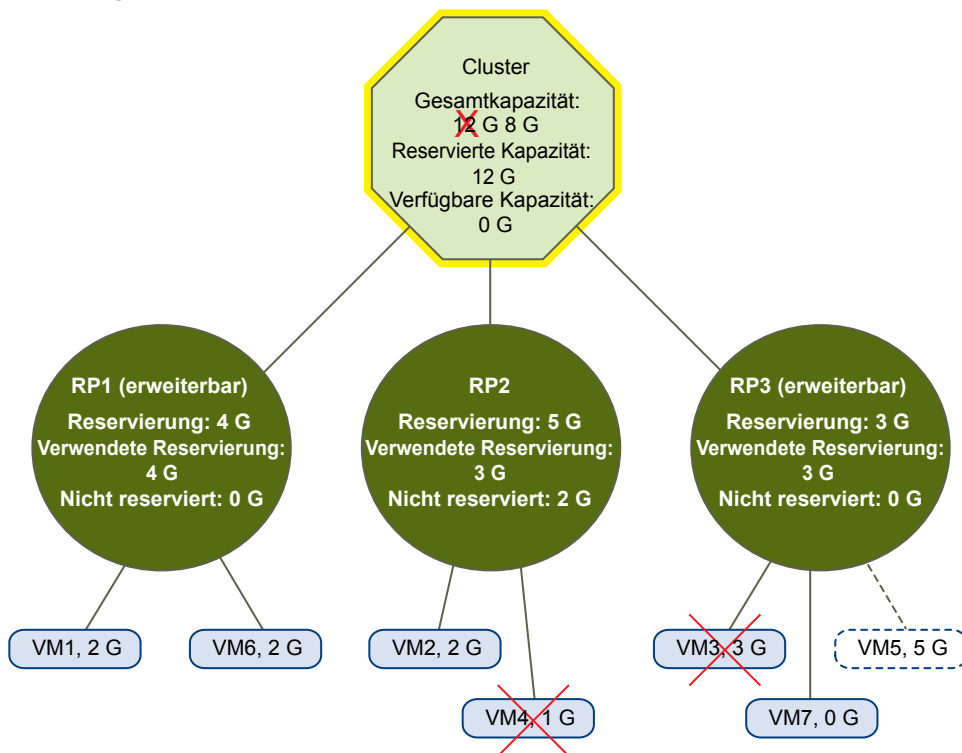 Cluster
Gesamtkapazität:
12 G 8 G
Reservierte Kapazität:
12 G
Verfügbare Kapazität:
0 G
RP1 (erweiterbar)
Reservierung: 4 G
Verwendete Reservierung:
4 G
Nicht reserviert: 0 G
RP2
Reservierung: 5 G
Verwendete Reservierung:
3 G
Nicht reserviert: 2 G
RP3 (erweiterbar)
Reservierung: 3 G
Verwendete Reservierung:
3 G
Nicht reserviert: 0 G
VM1, 2 G
VM6, 2 G
VM2, 2 G
VM4, 1 G
VM3, 3 G
VM5, 5 G
VM7, 0 G